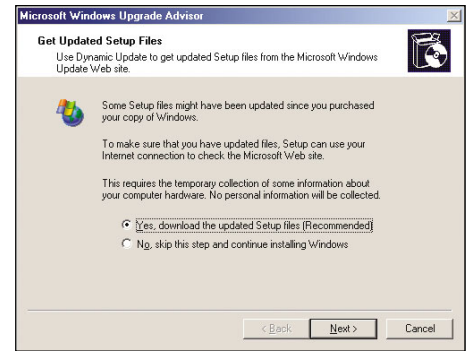 Microsoft Windows Upgrade Advisor
Get Updated Setup Files
Use Dynamic Update to get updated Setup files from the Microsoft Windows
Update Web site.
Some Setup files might have been updated since you purchased
your copy of Windows.
To make sure that you have updated files, Setup can use your
Internet connection to check the Microsoft Web site.
This requires the temporary collection of some information about
your computer hardware. No personal information will be collected.
Yes, download the updated Setup files (Recommended)
No, skip this step and continue installing Windows
< Back Next > Cancel